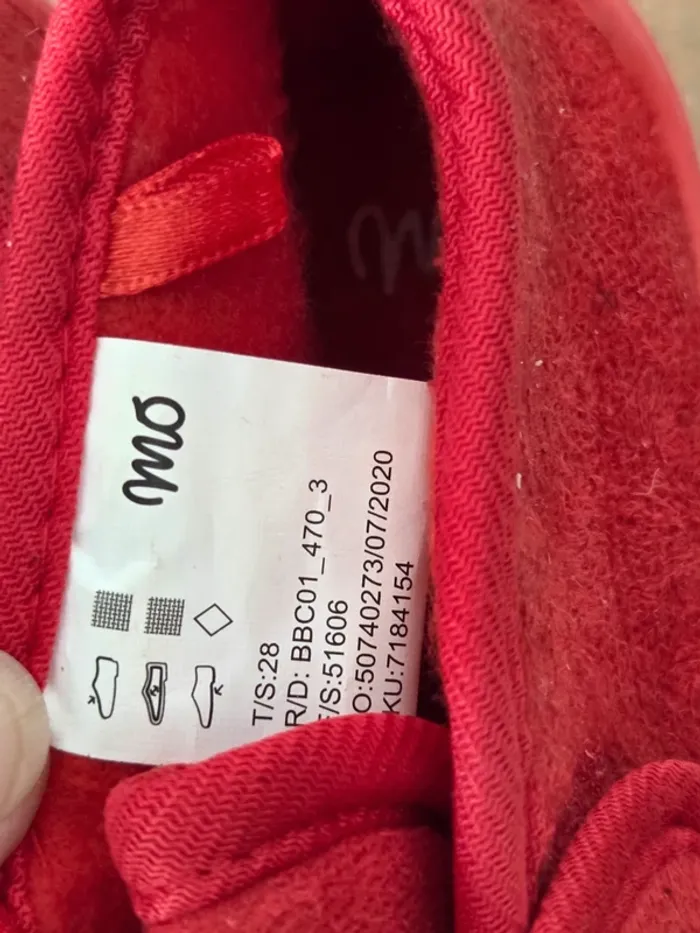 mo
T/S:28
R/D: BBC01_470_3
/S:51606
O:50740273/07/2020
KU:7184154